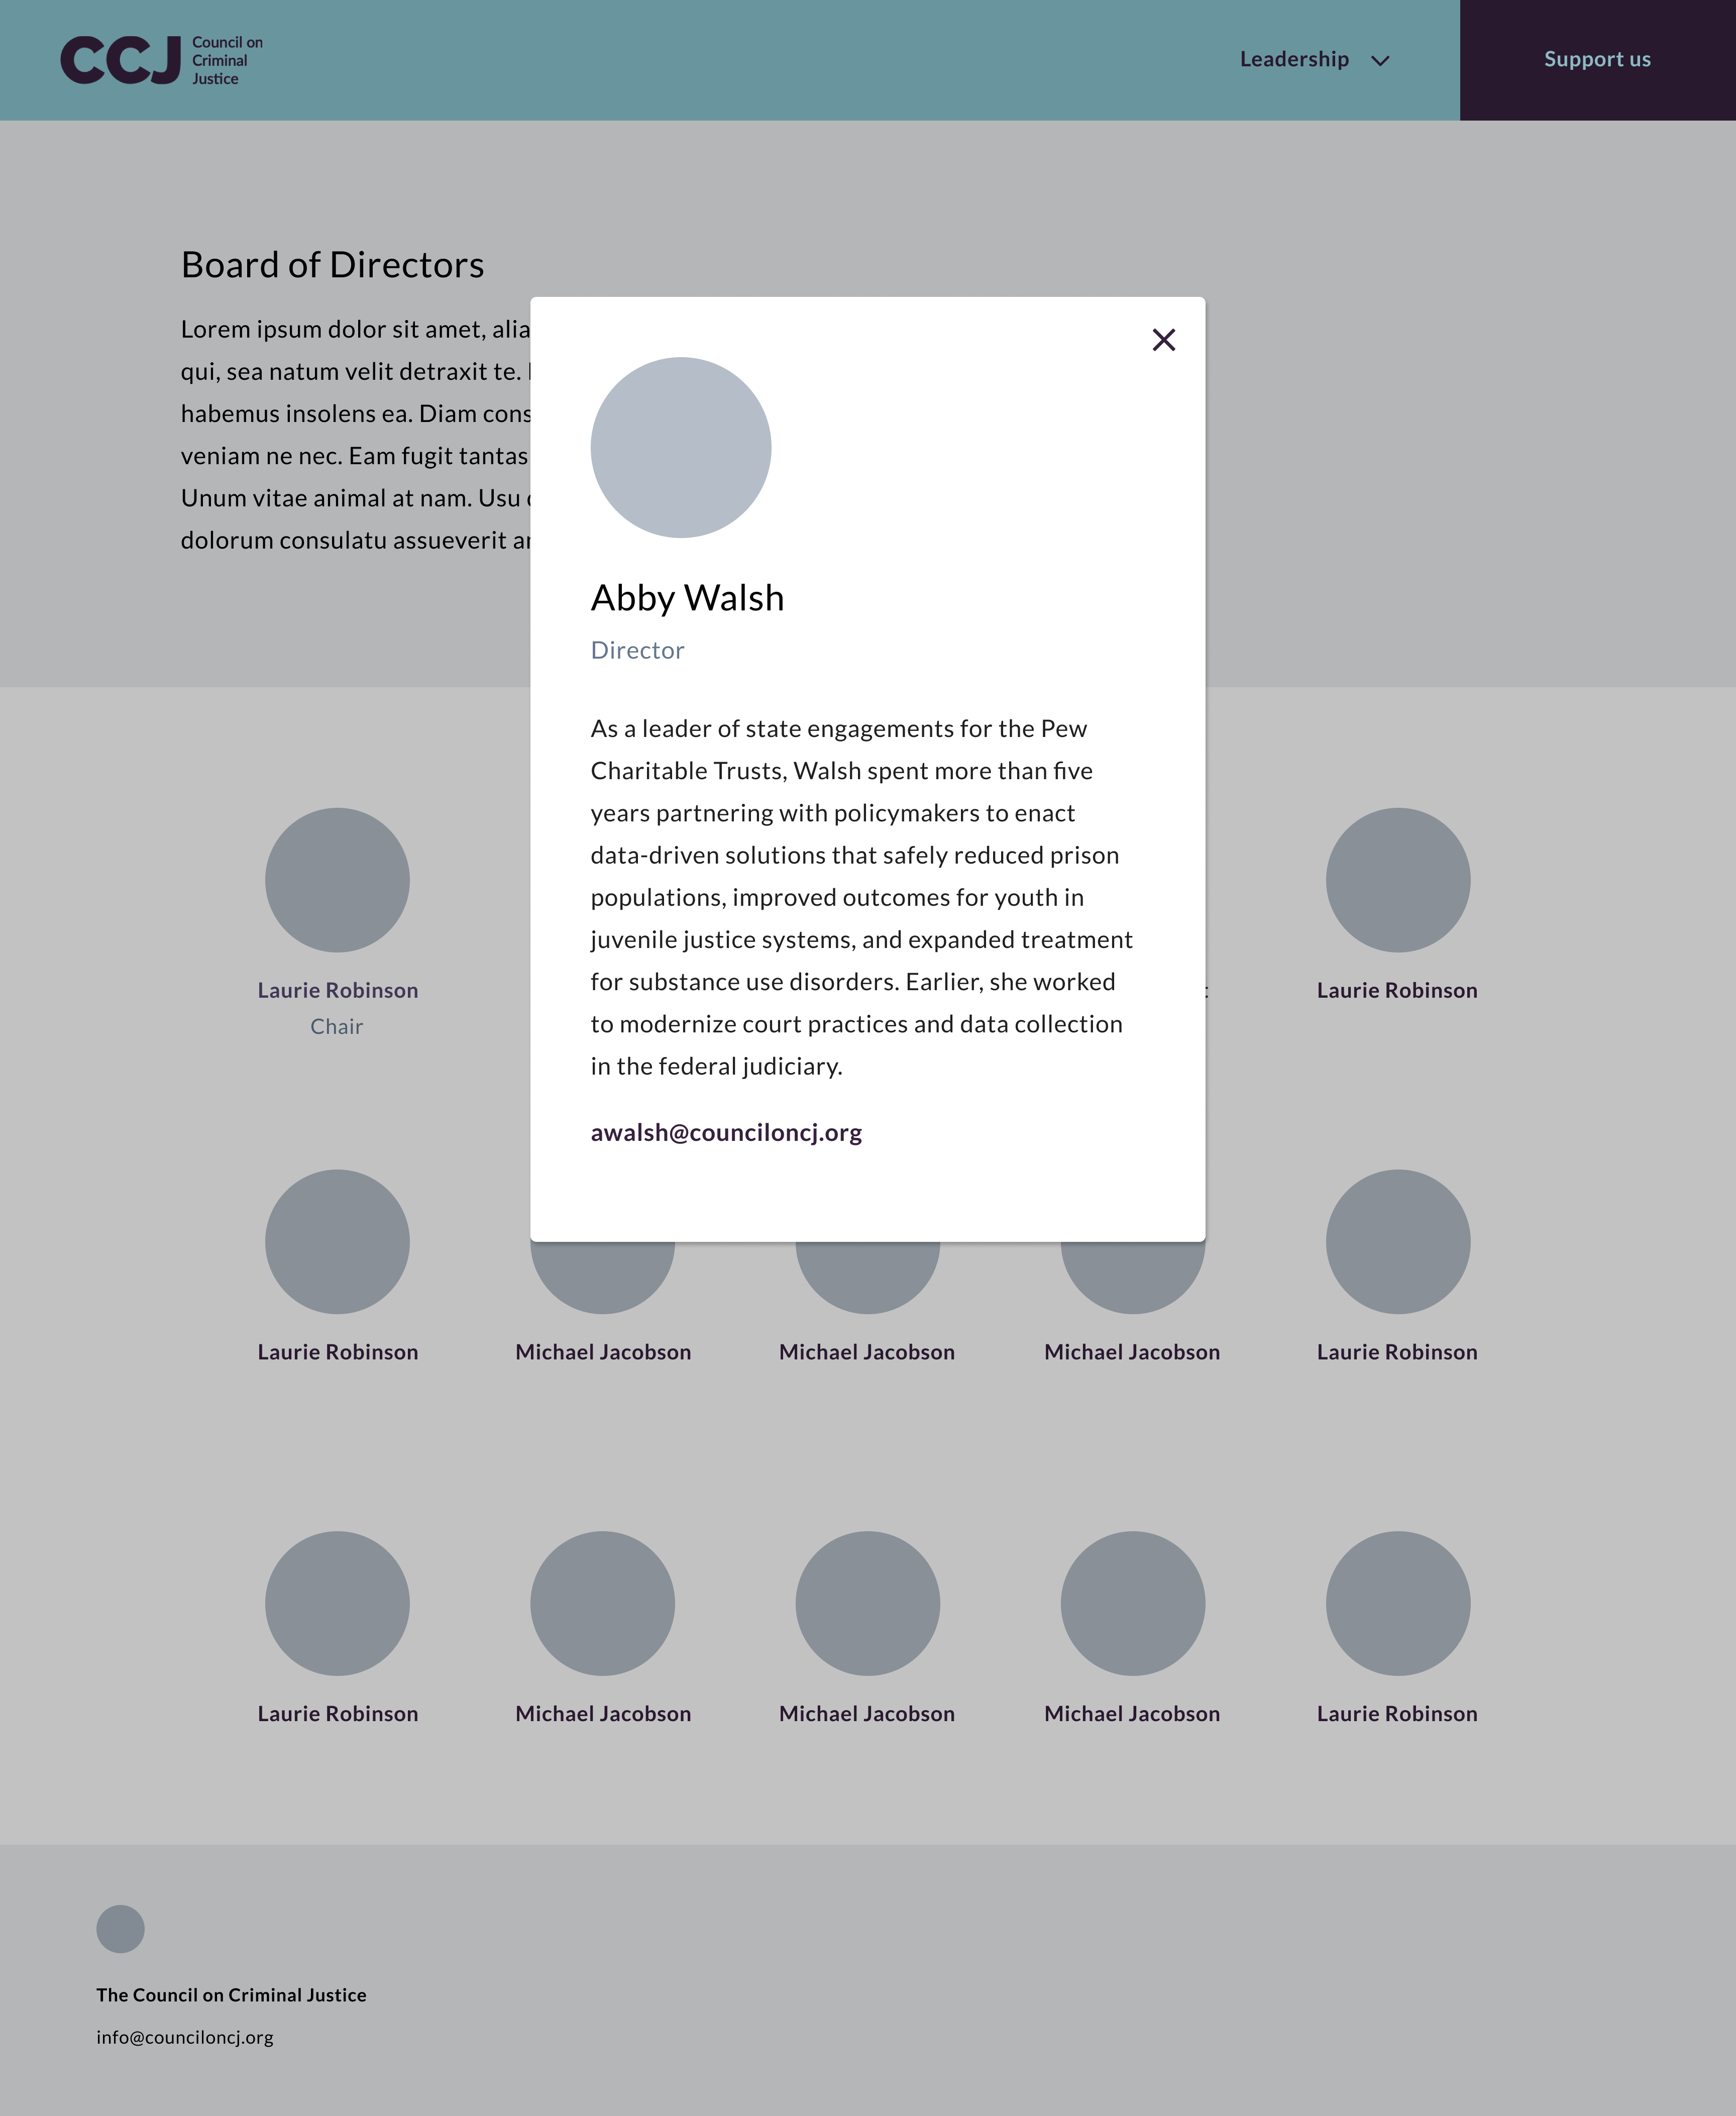 CCJ
Council on
Criminal
Justice
Leadership
Support us
Board of Directors
Lorem ipsum dolor sit amet, alia
qui, sea natum velit detraxit te.
habemus insolens ea. Diam cons
veniam ne nec. Eam fugit tantas
Unum vitae animal at nam. Usu
dolorum consulatu assueverit
Abby Walsh
Director
As a leader of state engagements for the Pew
Charitable Trusts, Walsh spent more than five
years partnering with policymakers to enact
data-driven solutions that safely reduced prison
populations, improved outcomes for youth in
juvenile justice systems, and expanded treatment
for substance use disorders. Earlier, she worked
to modernize court practices and data collection
in the federal judiciary.
awalsh@counciloncj.org
Laurie Robinson
Chair
Laurie Robinson
Laurie Robinson
Michael Jacobson
Michael Jacobson
Michael Jacobson
Laurie Robinson
Laurie Robinson
Michael Jacobson
Michael Jacobson
Michael Jacobson
Laurie Robinson
The Council on Criminal Justice
info@counciloncj.org